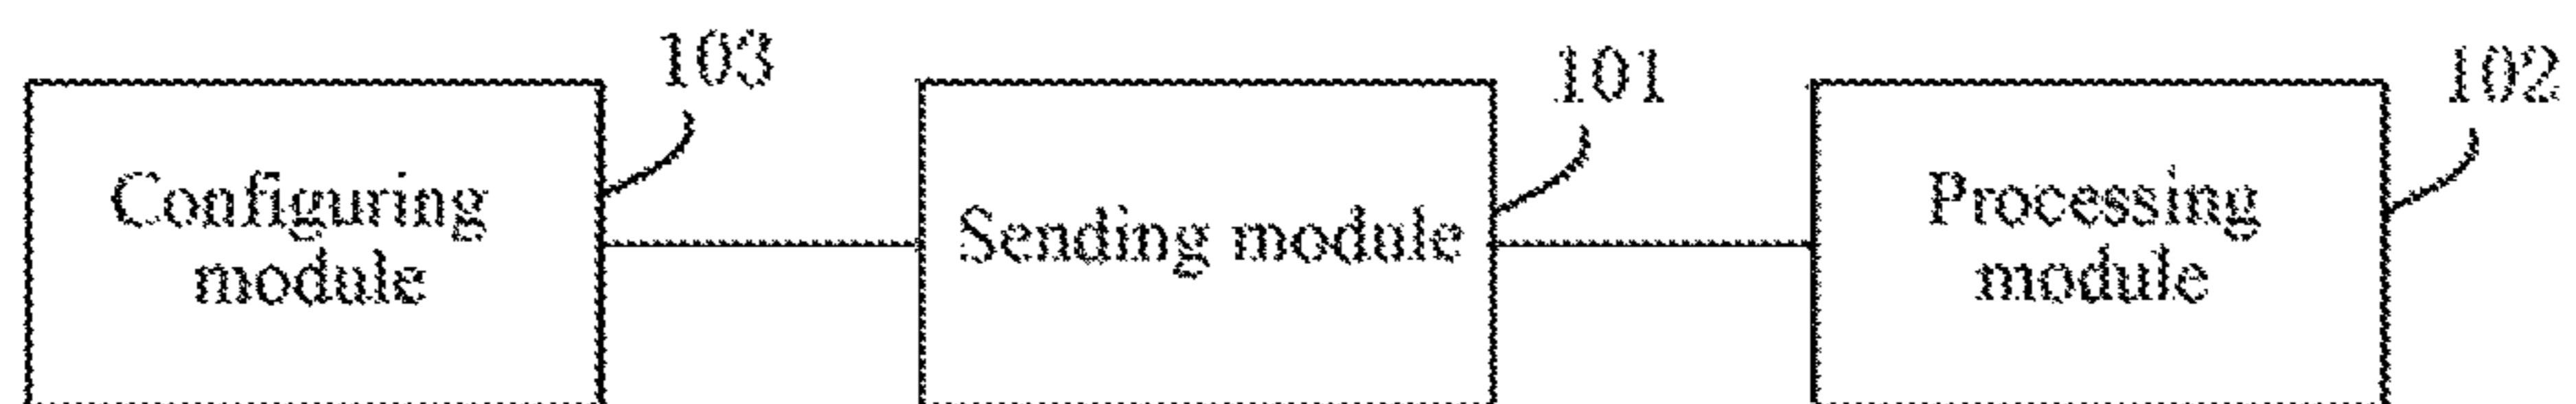 103
101
102
Configuring
module
Sending module
Processing
module